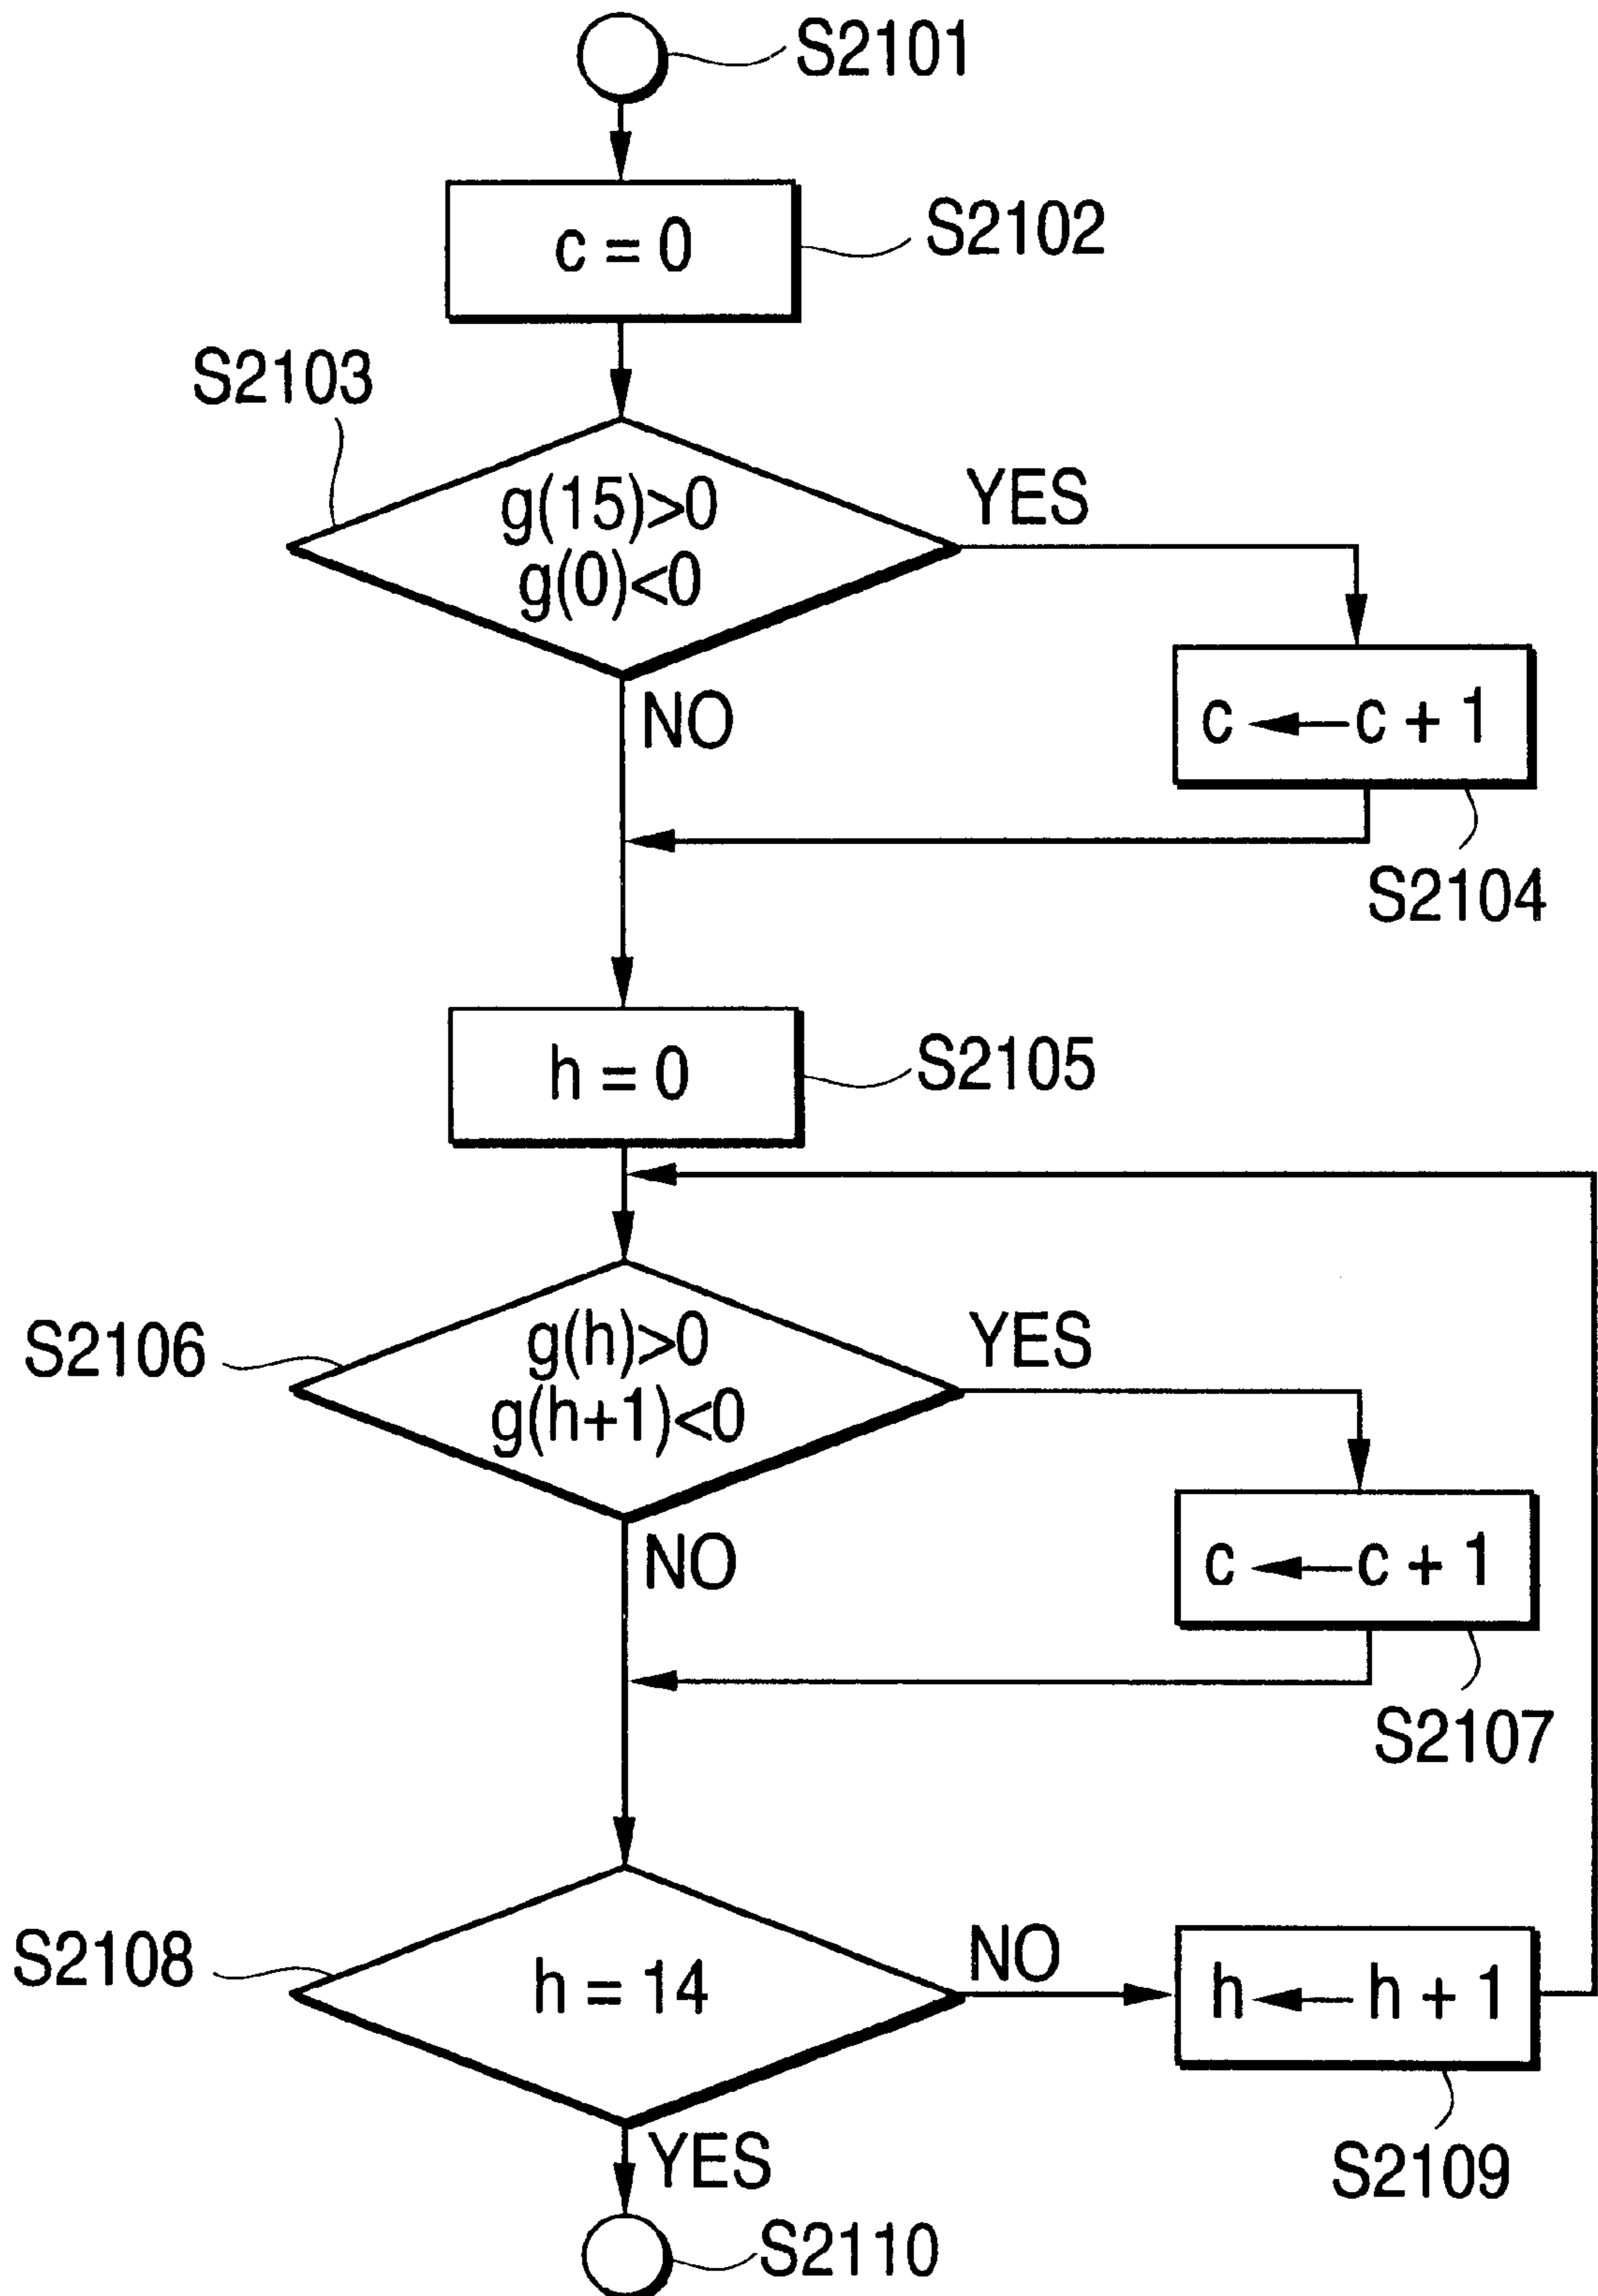 S2101
c = 0
S2102
S2103
g(15)>0
g(0)<0
YES
NO
c ← c + 1
S2104
h = 0
S2105
S2106
g(h)>0
g(h+1)<0
YES
NO
c ← c + 1
S2107
S2108
h = 14
NO
h ← h + 1
S2109
YES
S2110